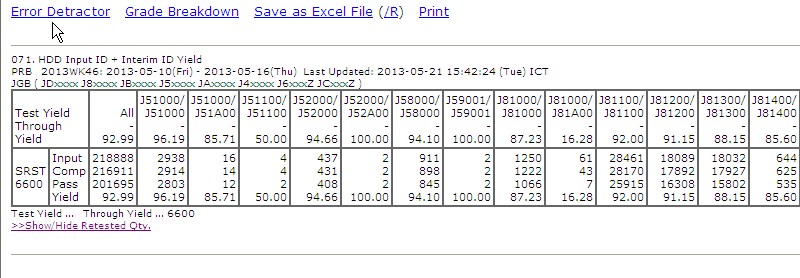 Error Detractor Grade Breakdown Save as Excel File (/R) Print
071. HDD Input ID + Interim ID Yield
PRB 2013WK46: 2013-05-10(Fri) - 2013-05-16(Thu) Last Updated: 2013-05-21 15:42:24 (Tue) ICT
JGB ( JDxxxx J8xxxx JBxxxx J5xxxx JAxxxx J4xxxx J6xxxZ JCxxxZ )
J51000/ J51000/ J51100/ J52000/ J52000/ J58000/ J59001/ J81000/ J81000/ J81100/ J81200/ J81300/ J81400/
Test Yield All J51000 J51A00 J51100 J52000 J52A00 J58000 J59001 J81000 J81A00 J81100 J81200 J81300 J81400
Through - - - - - - - - - - - - - -
Yield 92.99 96.19 85.71 50.00 94.66 100.00 94.10 100.00 87.23 16.28 92.00 91.15 88.15 85.60
Input 218888 2938 16 4 437 2 911 2 1250 61 28461 18089 18032 644
SRST Comp 216911 2914 14 4 431 2 898 2 1222 43 28170 17892 17927 625
6600 Pass 201695 2803 12 2 408 2 845 2 1066 7 25915 16308 15802 535
Yield 92.99 96.19 85.71 50.00 94.66 100.00 94.10 100.00 87.23 16.28 92.00 91.15 88.15 85.60
Test Yield ... Through Yield ... 6600
>>Show/Hide Retested Qty.